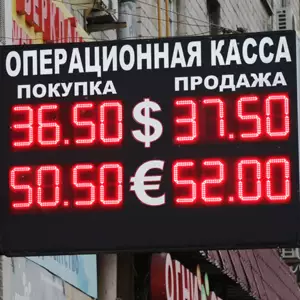 ОПЕРАЦИОННАЯ КАССА
ПОКУПКА ПРОДАЖА
36.50 $ 37.50
50.50 € 52.00